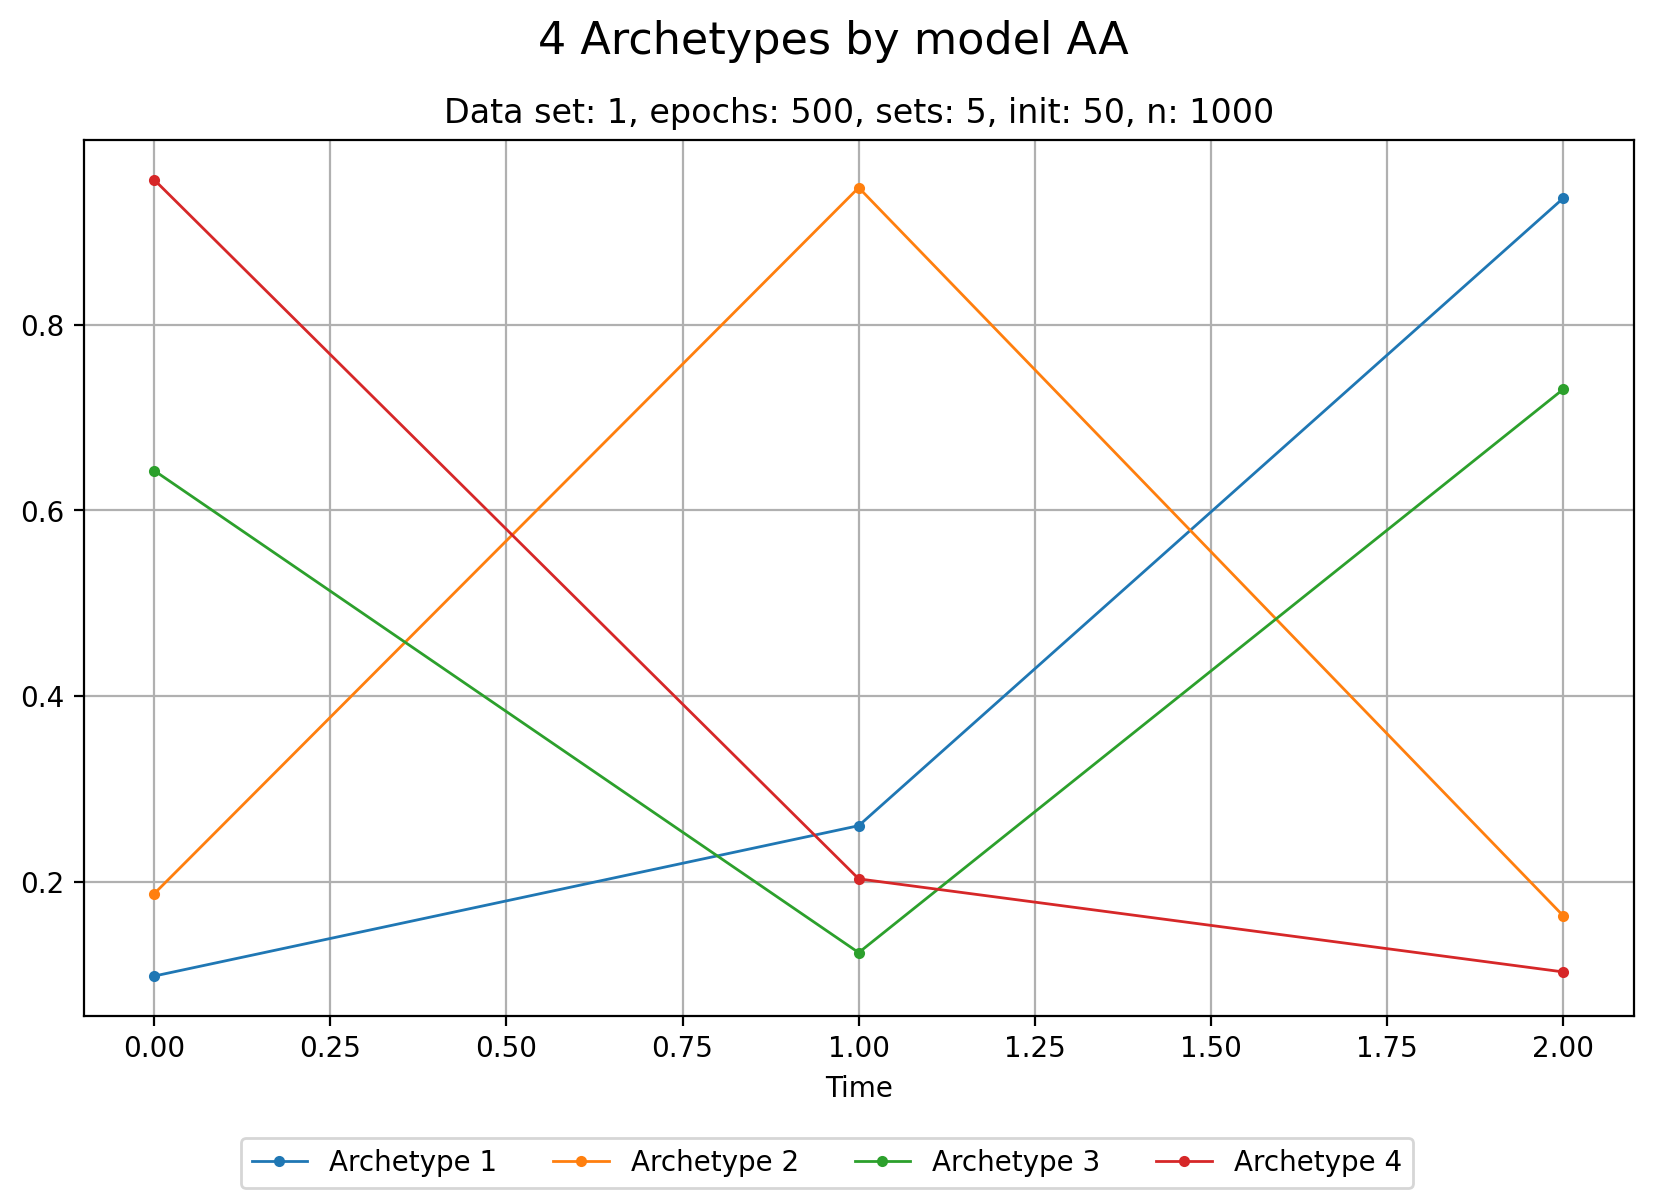 4 Archetypes by model AA
Data set: 1, epochs: 500, sets: 5, init: 50, n: 1000
0.8
0.6
0.4
0.2
0.00 0.25 0.50 0.75 1.00 1.25 1.50 1.75 2.00
Time
Archetype 1 Archetype 2 Archetype 3 Archetype 4